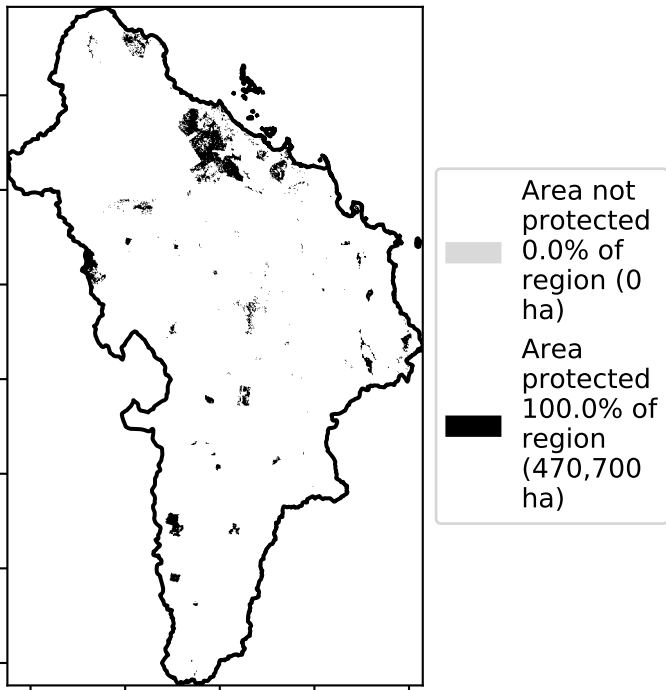 Area not
protected
0.0% of
region (0
ha)
Area
protected
100.0% of
region
(470,700
ha)